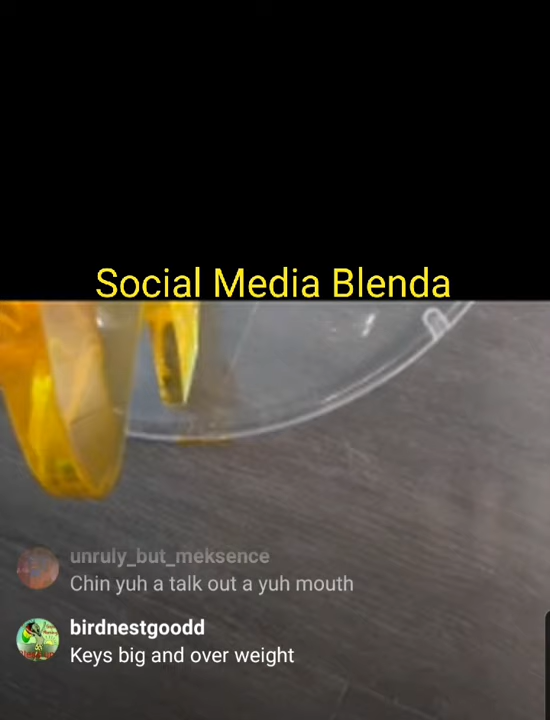 Social Media Blenda
unruly_but_meksence
Chin yuh a talk out a yuh mouth
birdnestgoodd
Keys big and over weight